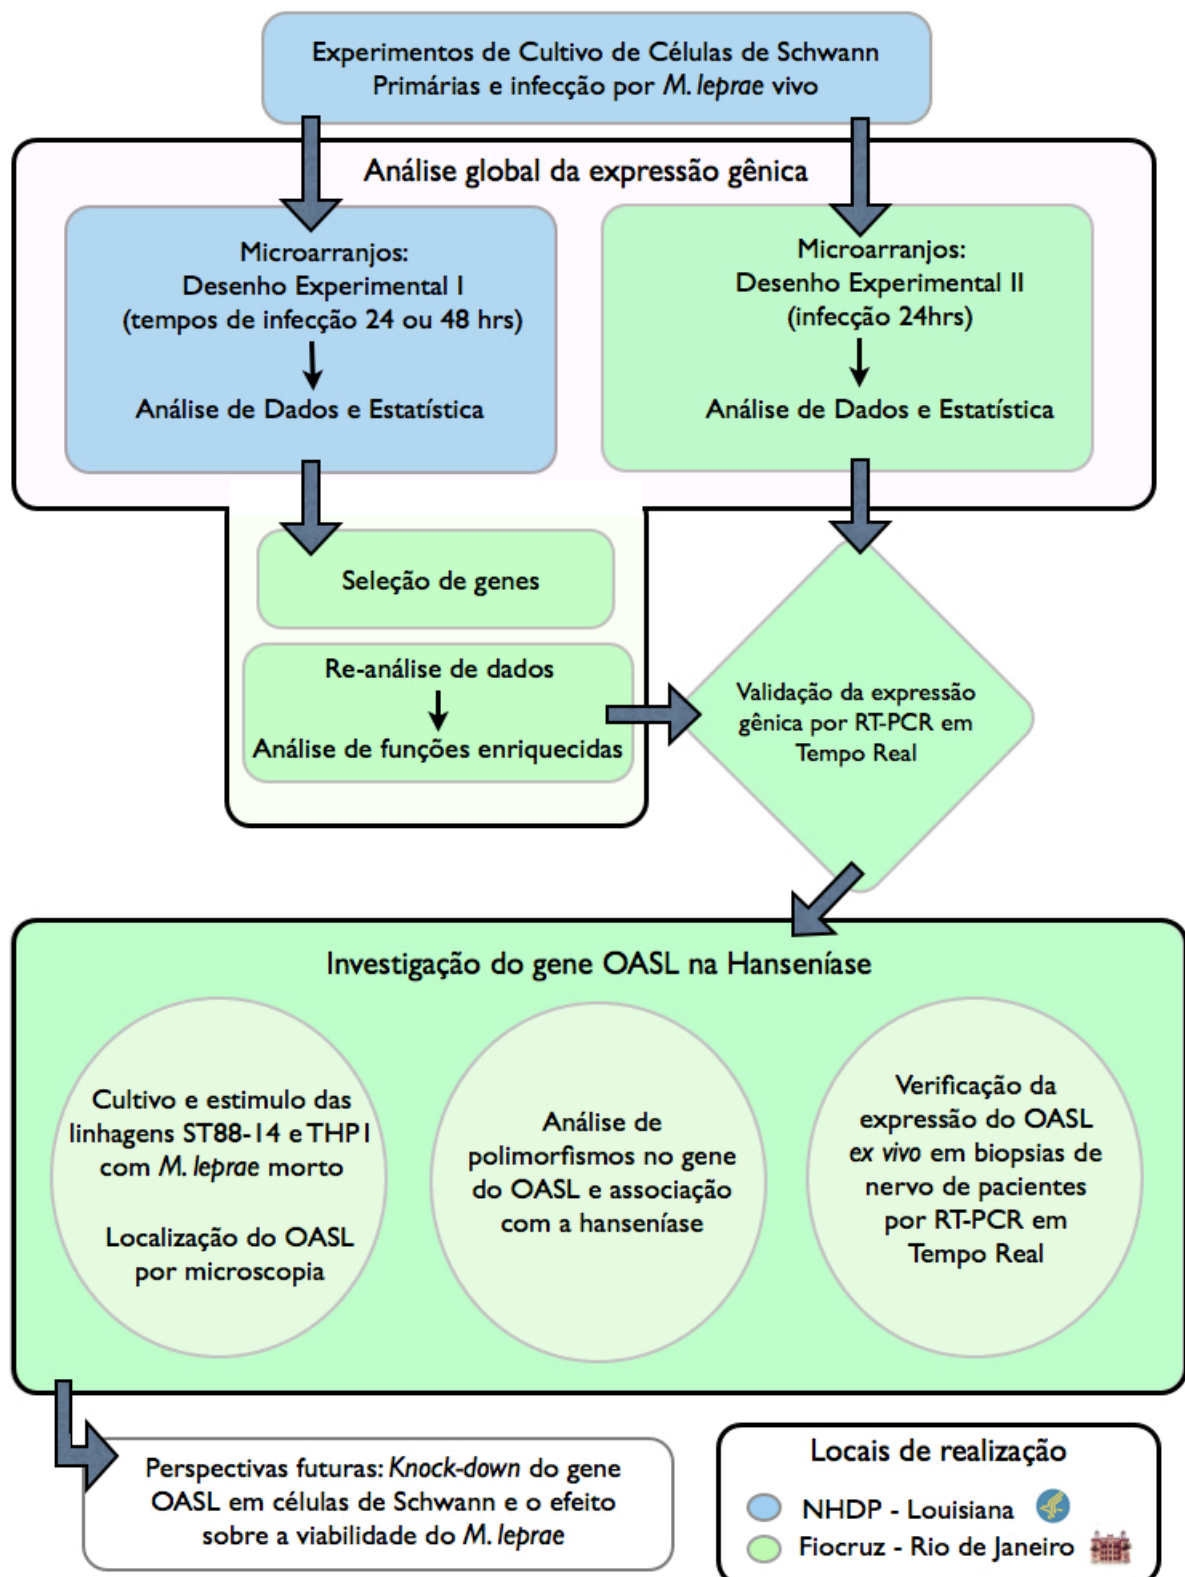 Experimentos de Cultivo de Células de Schwann
Primárias e infecção por M. leprae vivo
Análise global da expressão gênica
Microarranjos:
Desenho Experimental I
(tempos de infecção 24 ou 48 hrs)
Análise de Dados e Estatística
Microarranjos:
Desenho Experimental II
(infecção 24hrs)
Análise de Dados e Estatística
Seleção de genes
Re-análise de dados
Análise de funções enriquecidas
Validação da expressão
gênica por RT-PCR em
Tempo Real
Investigação do gene OASL na Hanseníase
Cultivo e estimulo das
linhagens ST88-14 e THP1
com M. leprae morto
Localização do OASL
por microscopia
Análise de
polimorfismos no gene
do OASL e associação
com a hanseníase
Verificação da
expressão do OASL
ex vivo em biopsias de
nervo de pacientes
por RT-PCR em
Tempo Real
Perspectivas futuras: Knock-down do gene
OASL em células de Schwann e o efeito
sobre a viabilidade do M. leprae
Locais de realização
NHDP - Louisiana
Fiocruz - Rio de Janeiro